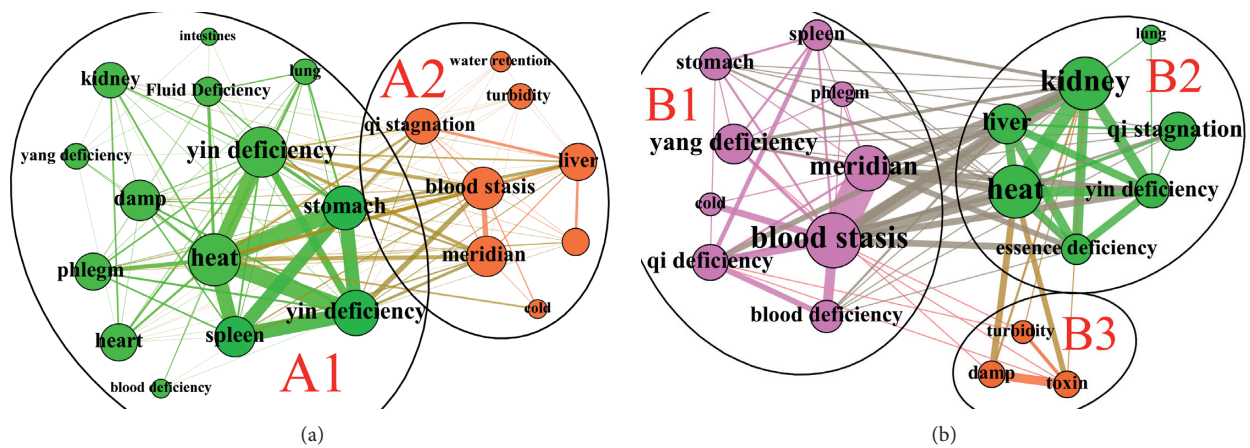 intestines
kidney
Fluid Deficiency
lung
yin deficiency
yang deficiency
damp
stomach
heat
phlegm
yin deficiency
spleen
heart
blood deficiency
A1
A2
water retention
turbidity
qi stagnation
liver
blood stasis
meridian
cold
(a)
spleen
stomach
B1
phlegm
yang deficiency
meridian
cold
blood stasis
qi deficiency
blood deficiency
lung
kidney
B2
liver
qi stagnation
heat
yin deficiency
essence deficiency
turbidity
B3
damp
toxin
(b)